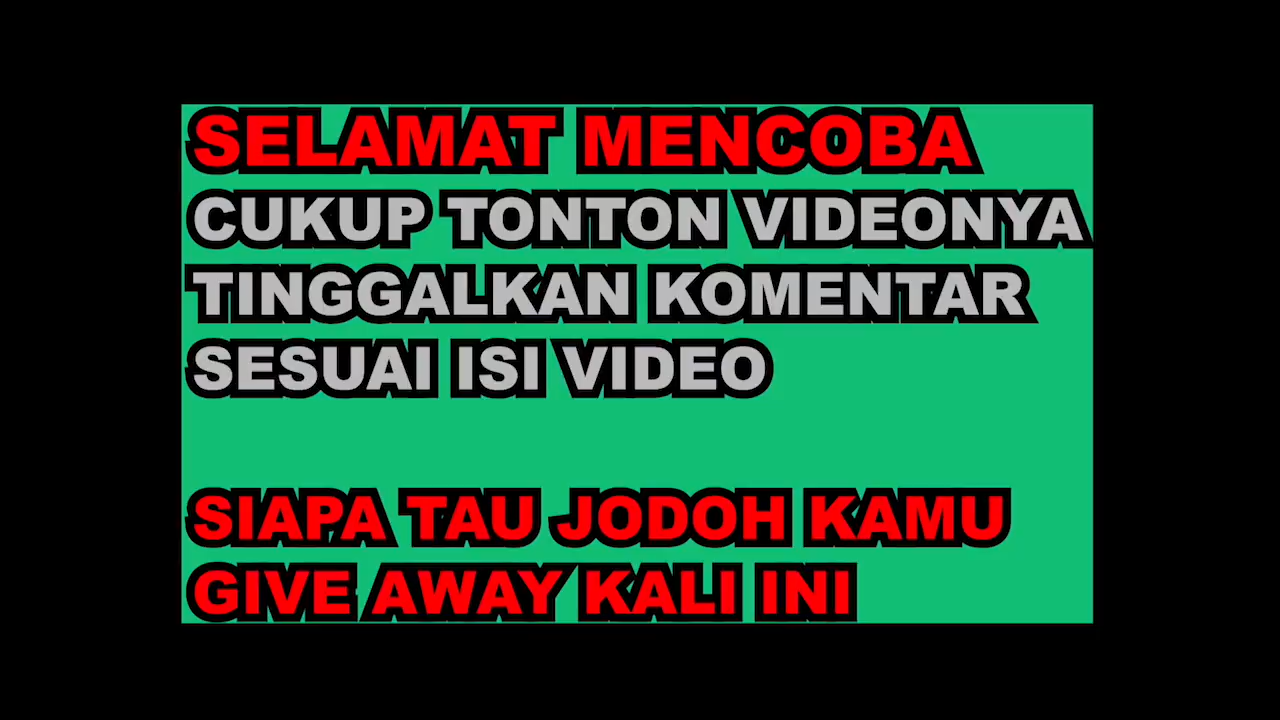 SELAMAT MENCOBA
CUKUP TONTON VIDEONYA
TINGGALKAN KOMENTAR
SESUAI ISI VIDEO
SIAPA TAU JODOH KAMU
GIVE AWAY KALI INI